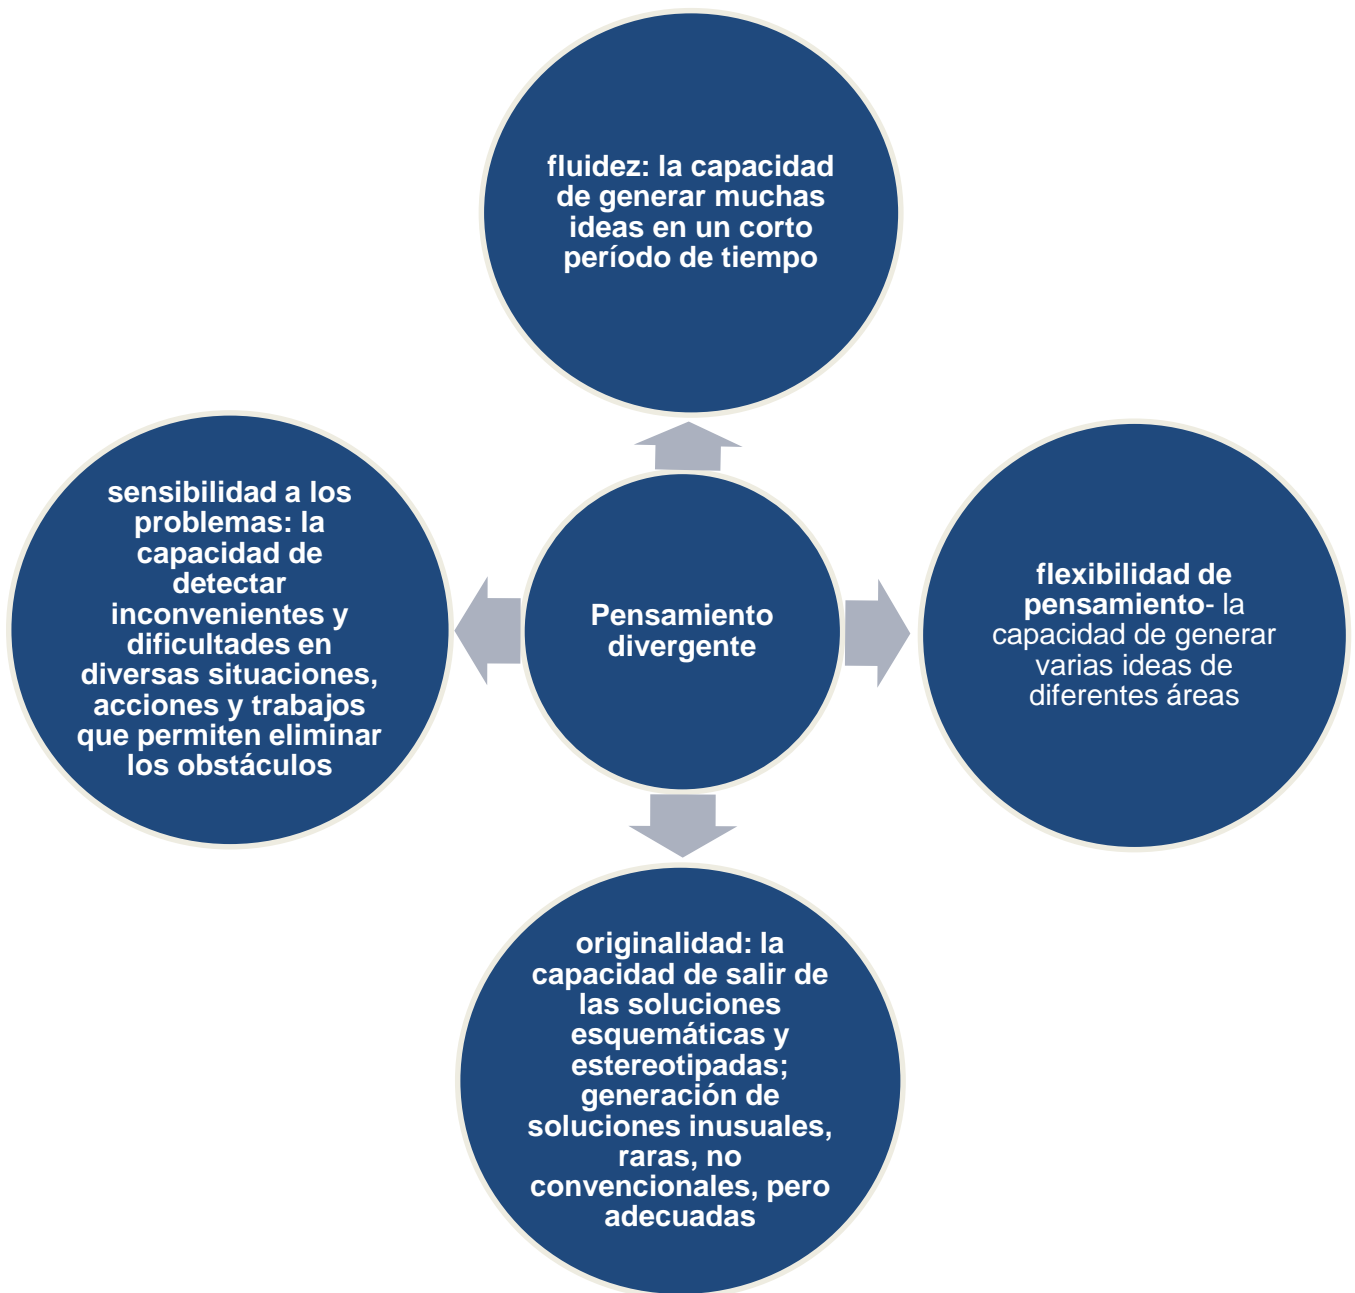 fluidez: la capacidad
de generar muchas
ideas en un corto
período de tiempo
sensibilidad a los
problemas: la
capacidad de
detectar
inconvenientes y
dificultades en
diversas situaciones,
acciones y trabajos
que permiten eliminar
los obstáculos
Pensamiento
divergente
flexibilidad de
pensamiento- la
capacidad de generar
varias ideas de
diferentes áreas
originalidad: la
capacidad de salir de
las soluciones
esquemáticas y
estereotipadas;
generación de
soluciones inusuales,
raras, no
convencionales, pero
adecuadas